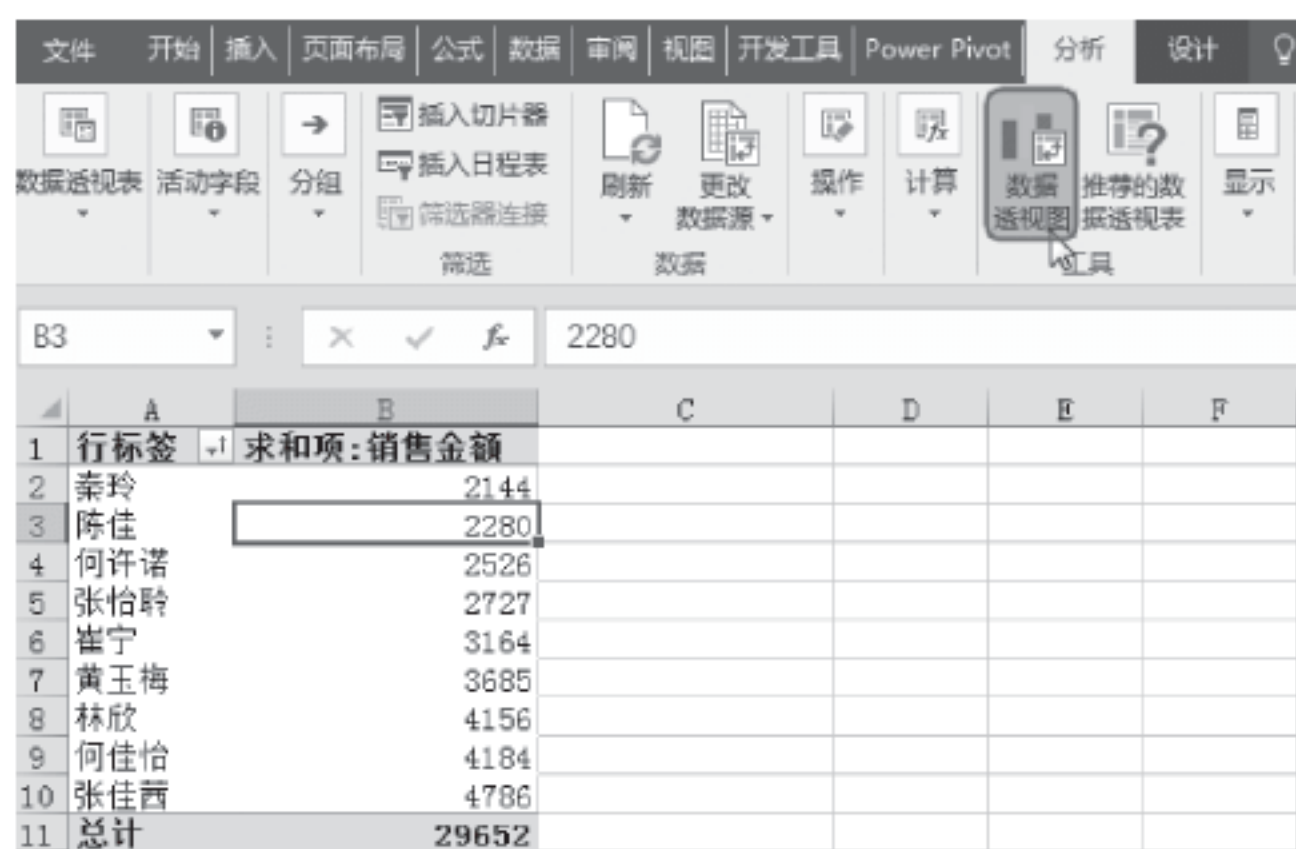 文件 开始 插入 页面布局 公式 数据 审阅 视图 开发工具 Power Pivot 分析 设计
插入切片器
插入日程表
筛选器连接
数据透视表 活动字段 分组 刷新 更改 操作 计算 数据 推荐的数 显示
数据源 透视图 据透视表
筛选 数据 工具
B3 fx 2280
A B C D E F
1 行标签 求和项:销售金额
2 秦玲 2144
3 陈佳 2280
4 何许诺 2526
5 张怡聆 2727
6 崔宁 3164
7 黄玉梅 3685
8 林欣 4156
9 何佳怡 4184
10 张佳茜 4786
11 总计 29652